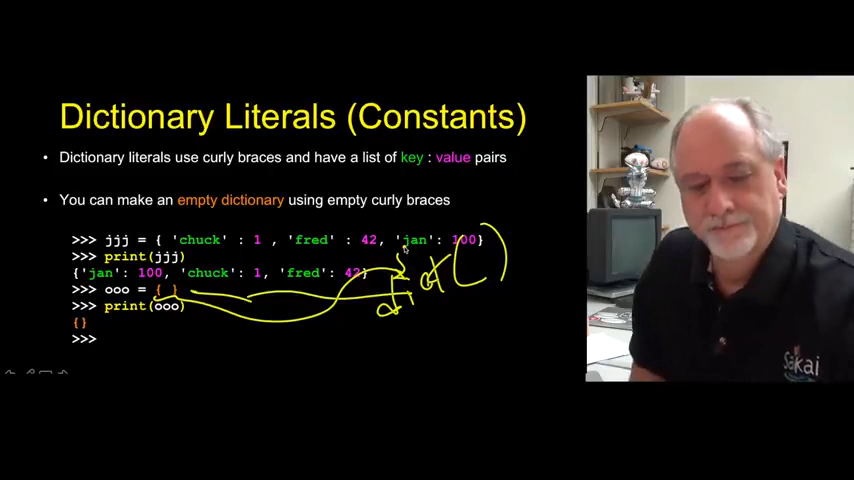 Dictionary Literals (Constants)
• Dictionary literals use curly braces and have a list of key : value pairs
• You can make an empty dictionary using empty curly braces
>>> jjj = { 'chuck' : 1 , 'fred' : 42, 'jan': 100}
>>> print(jjj)
{'jan': 100, 'chuck': 1, 'fred': 42}
>>> ooo = { }
>>> print(ooo)
{}
>>>
dict()
Sakai